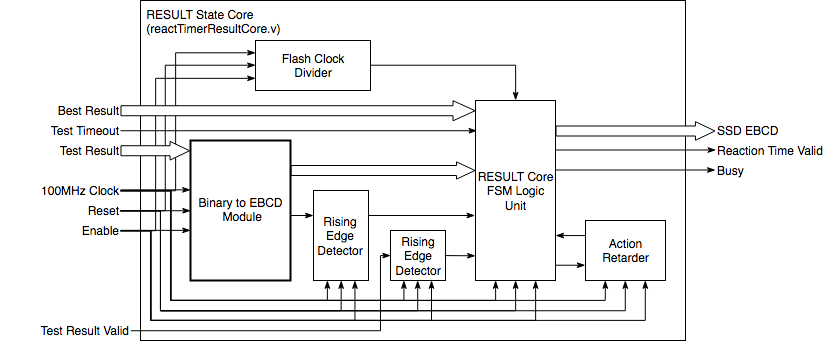 RESULT State Core
(reactTimerResultCore.v)
Flash Clock
Divider
Best Result
Test Timeout
Test Result
100MHz Clock
Reset
Enable
Test Result Valid
Binary to EBCD
Module
Rising
Edge
Detector
Rising
Edge
Detector
RESULT Core
FSM Logic
Unit
Action
Retarder
SSD EBCD
Reaction Time Valid
Busy